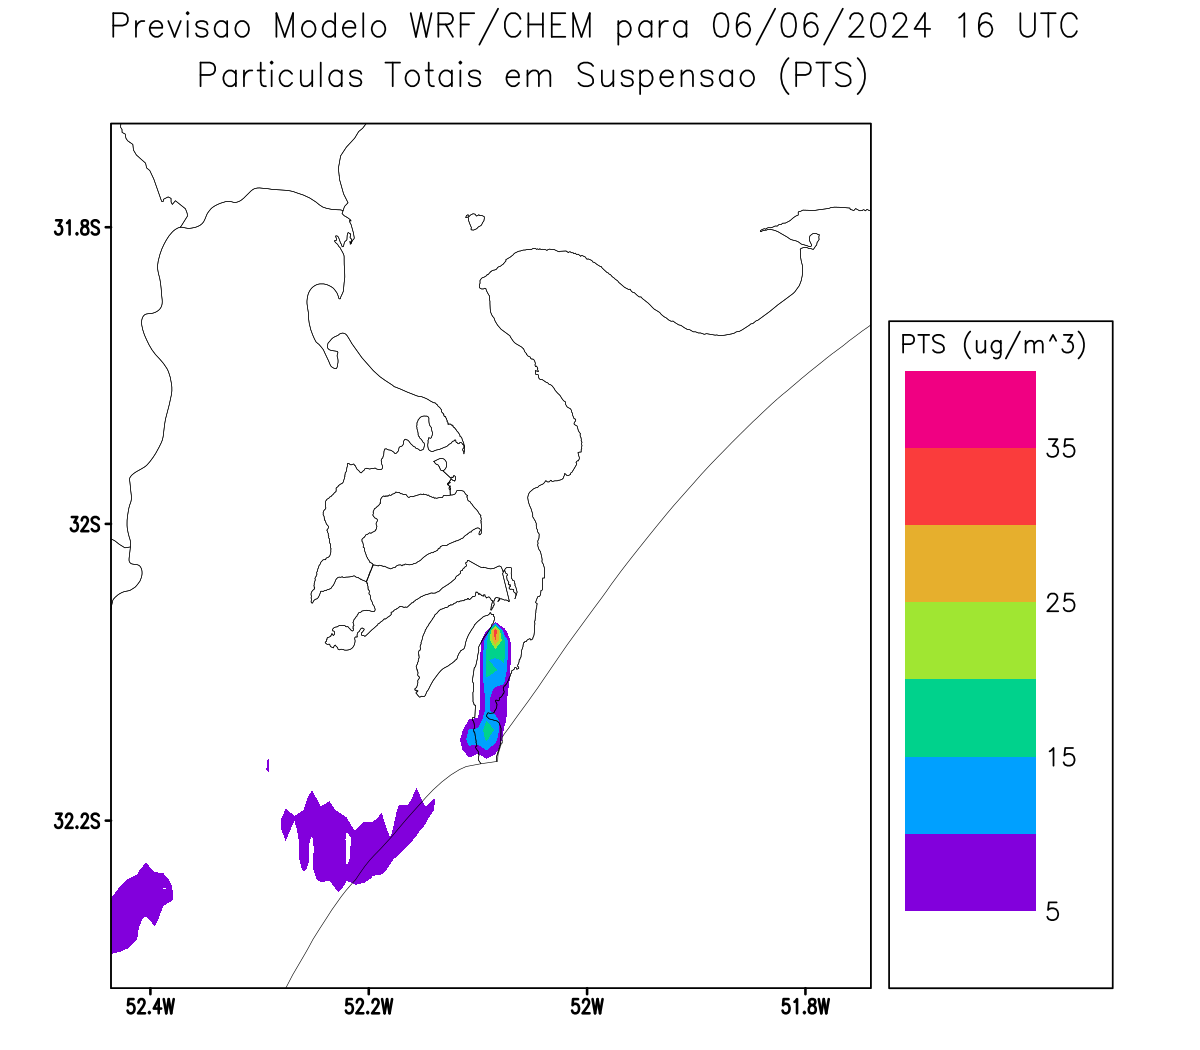 Previsao Modelo WRF/CHEM para 06/06/2024 16 UTC
Particulas Totais em Suspensao (PTS)
31.8S
32S
32.2S
52.4W
52.2W
52W
51.8W
PTS (ug/m^3)
35
25
15
5